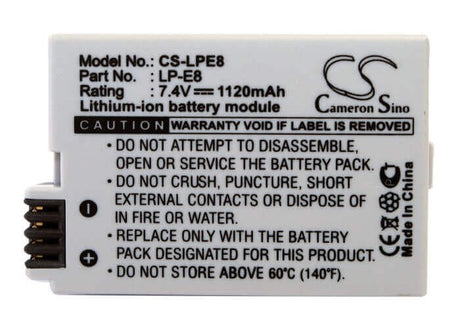 Model No: CS-LPE8
Part No. : LP-E8
Rating : 7.4V⎓ 1120mAh
Lithium-ion battery module
CS
Cameron Sino
CAUTION WARRANTY VOID IF LABEL IS REMOVED
• DO NOT ATTEMPT TO DISASSEMBLE,
OPEN OR SERVICE THE BATTERY PACK.
• DO NOT CRUSH, PUNCTURE, SHORT
EXTERNAL CONTACTS OR DISPOSE OF
IN FIRE OR WATER.
• REPLACE ONLY WITH THE BATTERY
PACK DESIGNED FOR THIS PRODUCT.
• DO NOT STORE ABOVE 60°C (140°F).
CE
Made In China